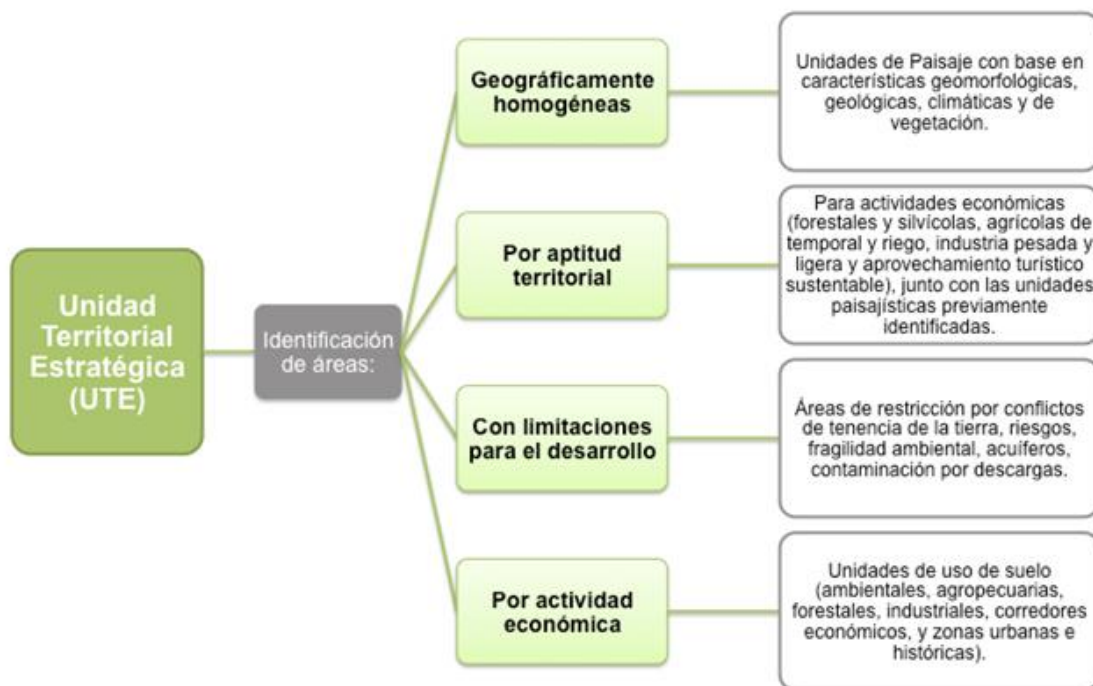 Unidad
Territorial
Estratégica
(UTE)
Identificación
de áreas:
Geográficamente
homogéneas
Unidades de Paisaje con base en
características geomorfológicas,
geológicas, climáticas y de
vegetación.
Por aptitud
territorial
Para actividades económicas
(forestales y silvícolas, agrícolas de
temporal y riego, industria pesada y
ligera y aprovechamiento turístico
sustentable), junto con las unidades
paisajísticas previamente
identificadas.
Con limitaciones
para el desarrollo
Áreas de restricción por conflictos
de tenencia de la tierra, riesgos,
fragilidad ambiental, acuíferos,
contaminación por descargas.
Por actividad
económica
Unidades de uso de suelo
(ambientales, agropecuarias,
forestales, industriales, corredores
económicos, y zonas urbanas e
históricas).